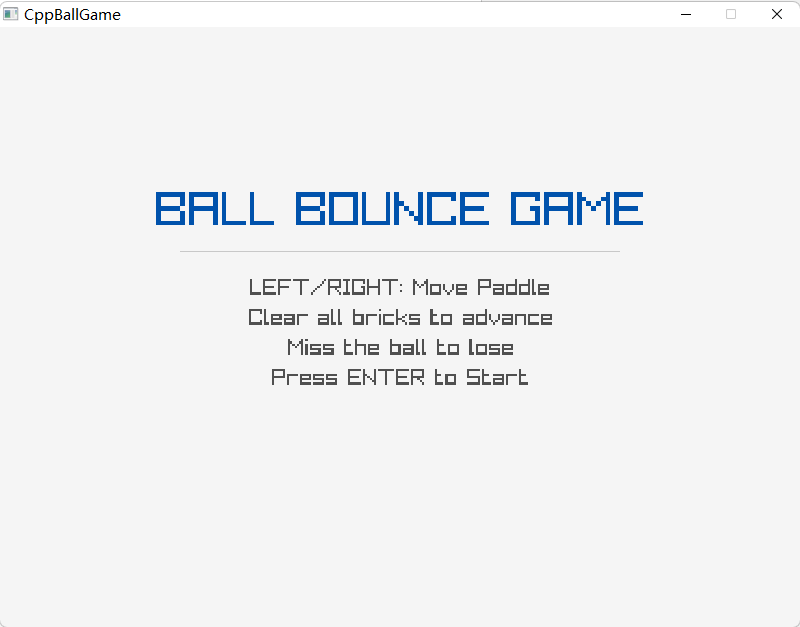 CppBallGame
BALL BOUNCE GAME
LEFT/RIGHT: Move Paddle
Clear all bricks to advance
Miss the ball to lose
Press ENTER to Start